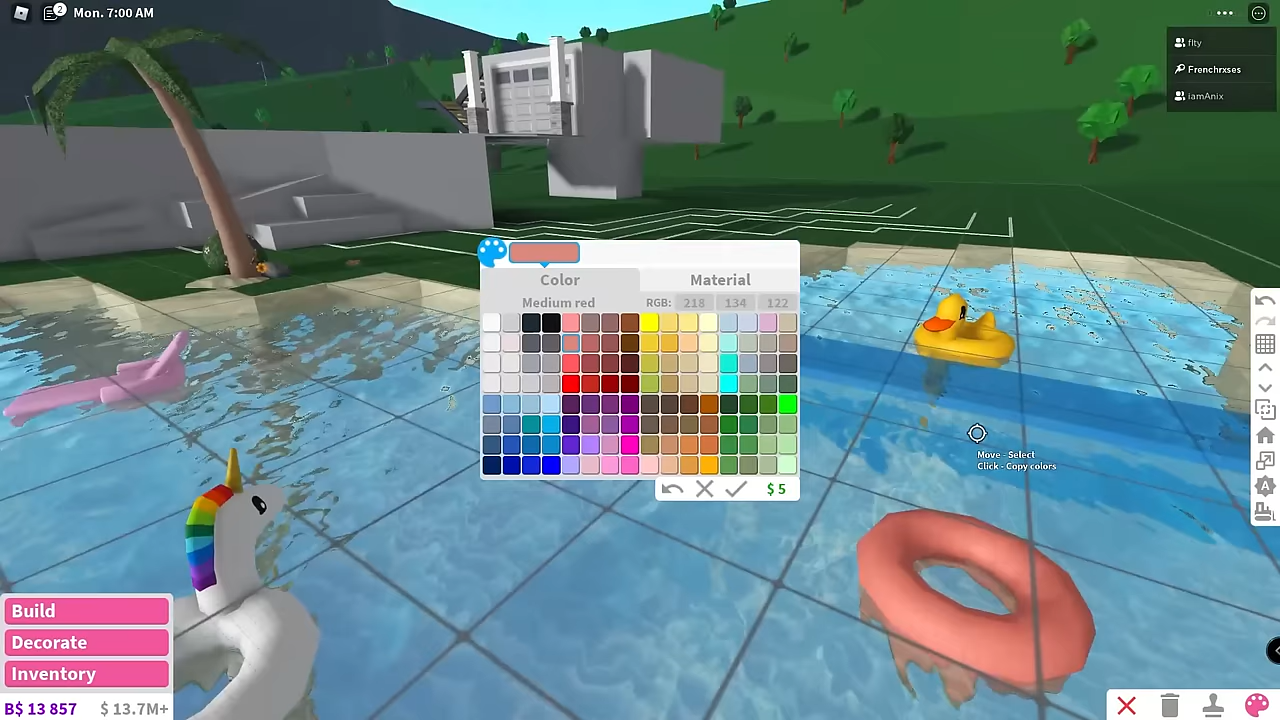 2
Mon. 7:00 AM
flty
Frenchrxses
iamAnix
Color
Material
Medium red
RGB: 218 134 122
Move - Select
Click - Copy colors
$ 5
A
Build
Decorate
Inventory
B$ 13 857 $ 13.7M+